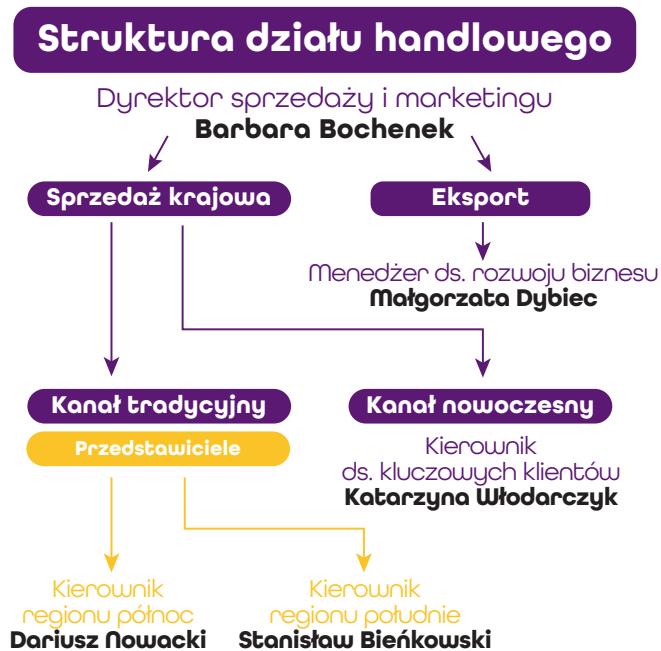 Struktura działu handlowego
Dyrektor sprzedaży i marketingu
Barbara Bochenek
Sprzedaż krajowa
Eksport
Menedżer ds. rozwoju biznesu
Małgorzata Dybiec
Kanał tradycyjny
Przedstawiciele
Kanał nowoczesny
Kierownik
ds. kluczowych klientów
Katarzyna Włodarczyk
Kierownik
regionu północ
Dariusz Nowacki
Kierownik
regionu południe
Stanisław Bieńkowski